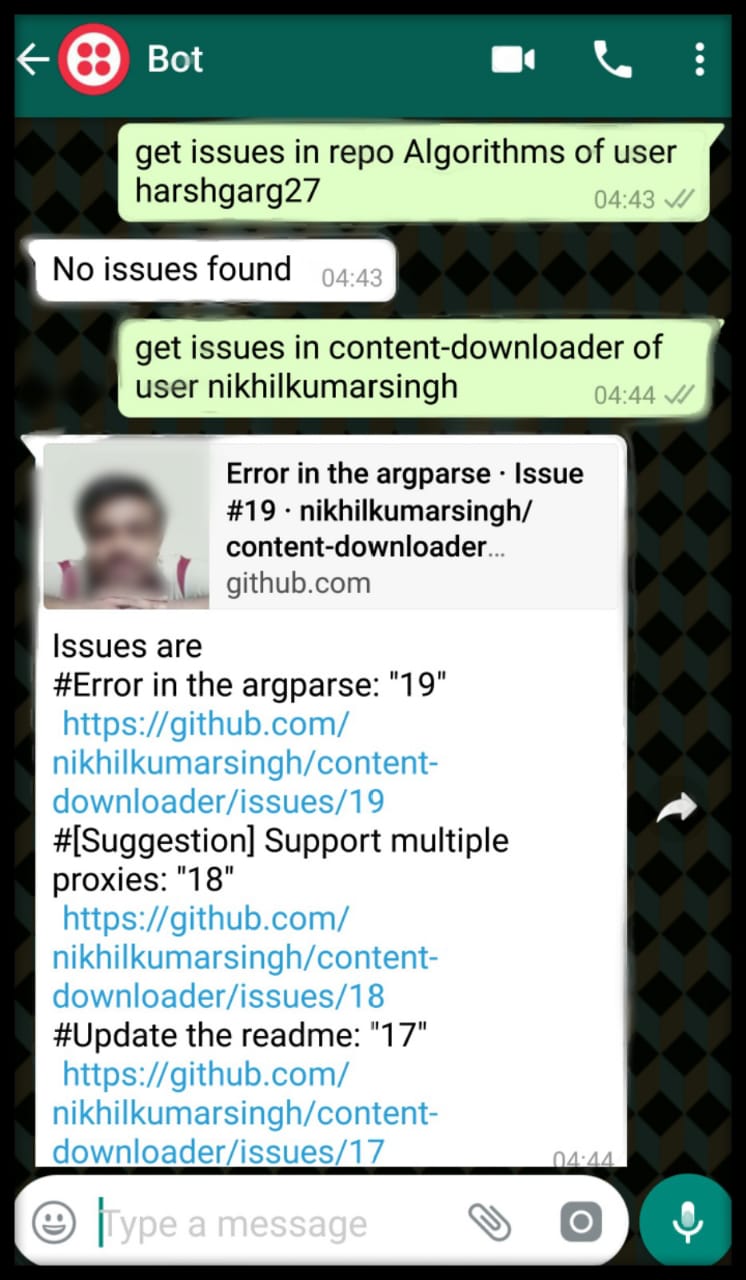 Bot
get issues in repo Algorithms of user
harshgarg27
04:43
No issues found
04:43
get issues in content-downloader of
user nikhilkumarsingh
04:44
Error in the argparse · Issue
#19 · nikhilkumarsingh/
content-downloader...
github.com
Issues are
#Error in the argparse: "19"
https://github.com/
nikhilkumarsingh/content-
downloader/issues/19
#[Suggestion] Support multiple
proxies: "18"
https://github.com/
nikhilkumarsingh/content-
downloader/issues/18
#Update the readme: "17"
https://github.com/
nikhilkumarsingh/content-
downloader/issues/17
04:44
Type a message